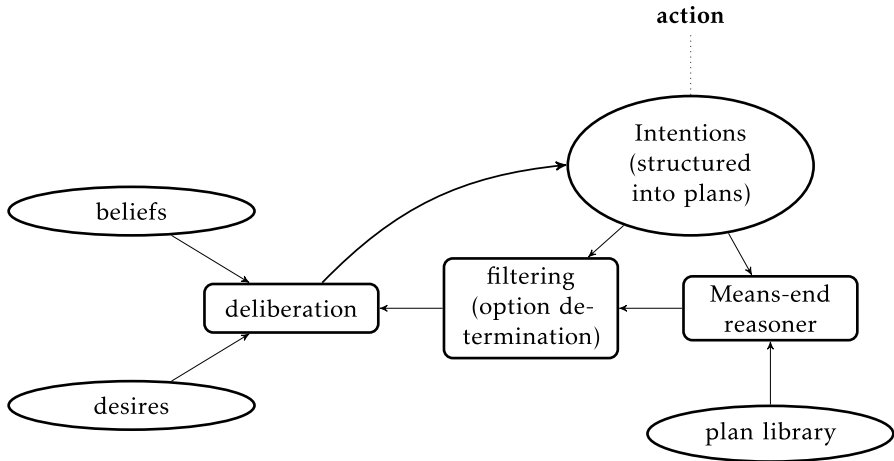 action
Intentions
(structured
into plans)
beliefs
filtering
(option de-
termination)
Means-end
reasoner
deliberation
desires
plan library